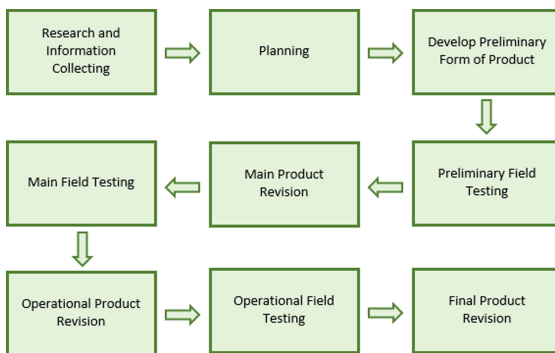 Research and
Information
Collecting
Planning
Develop Preliminary
Form of Product
Preliminary Field
Testing
Main Product
Revision
Main Field Testing
Operational Product
Revision
Operational Field
Testing
Final Product
Revision